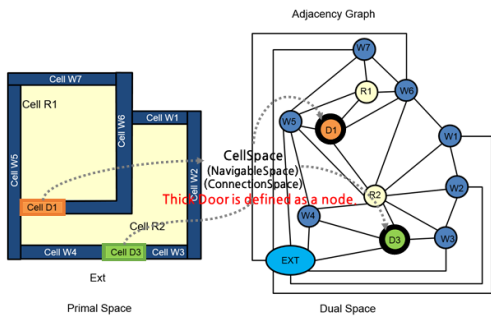 Adjacency Graph
Cell W7
Cell R1
Cell W6
Cell W1
Cell W5
Cell W2
Cell D1
Cell R2
Cell W4
Cell D3
Cell W3
Ext
Primal Space
CellSpace
(NavigableSpace)
(ConnectionSpace)
Thick Door is defined as a node.
W7
R1
W6
W5
D1
W1
R2
W2
W4
D3
W3
EXT
Dual Space